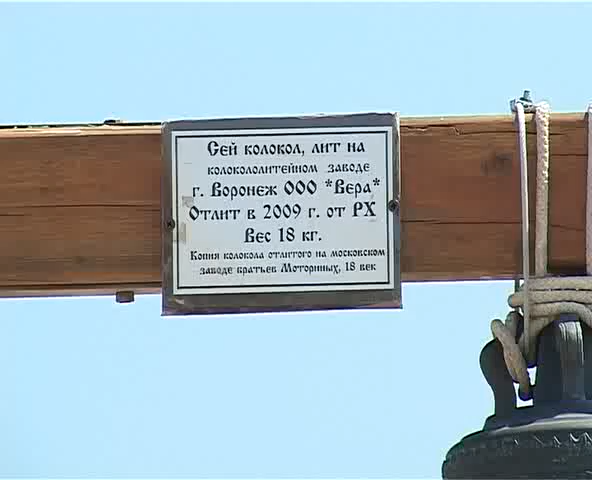 Сей колокол, лит на
колокололитейном заводе
г. Воронеж ООО *Вера*
Отлит в 2009 г. от РХ
Вес 18 кг.
Копия колокола отлитого на московском
заводе братьев Моториных, 18 век